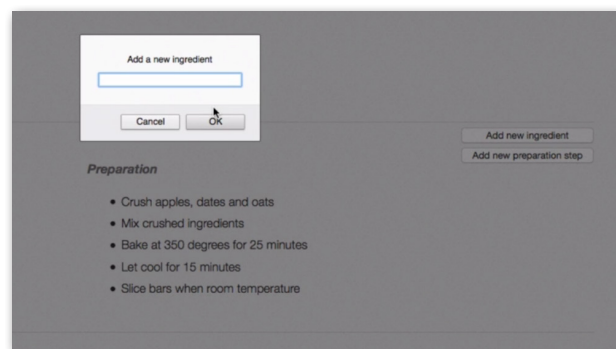 Add a new ingredient
Cancel
OK
Add new ingredient
Add new preparation step
Preparation
Crush apples, dates and oats
Mix crushed ingredients
Bake at 350 degrees for 25 minutes
Let cool for 15 minutes
Slice bars when room temperature